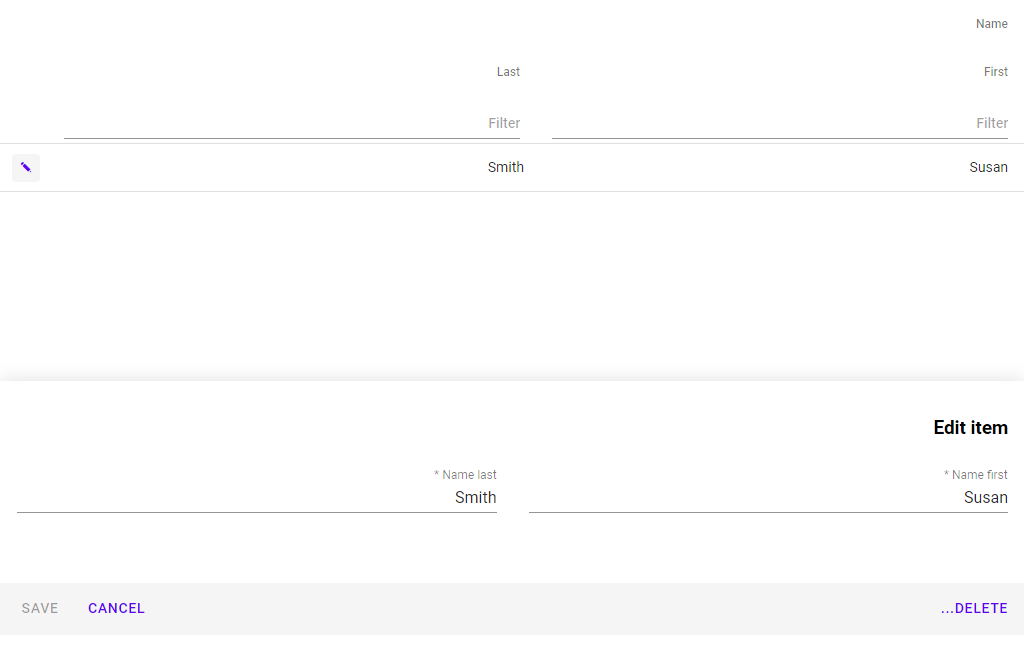 Name
First Last
Filter Filter
Susan Smith
Edit item
* Name first * Name last
Susan Smith
...DELETE CANCEL SAVE